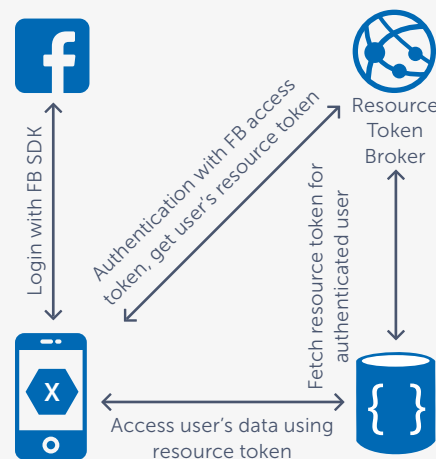 f
Resource
Token
Broker
Login with FB SDK
Authentication with FB access
token, get user's resource token
Fetch resource token for
authenticated user
X
{ }
Access user's data using
resource token